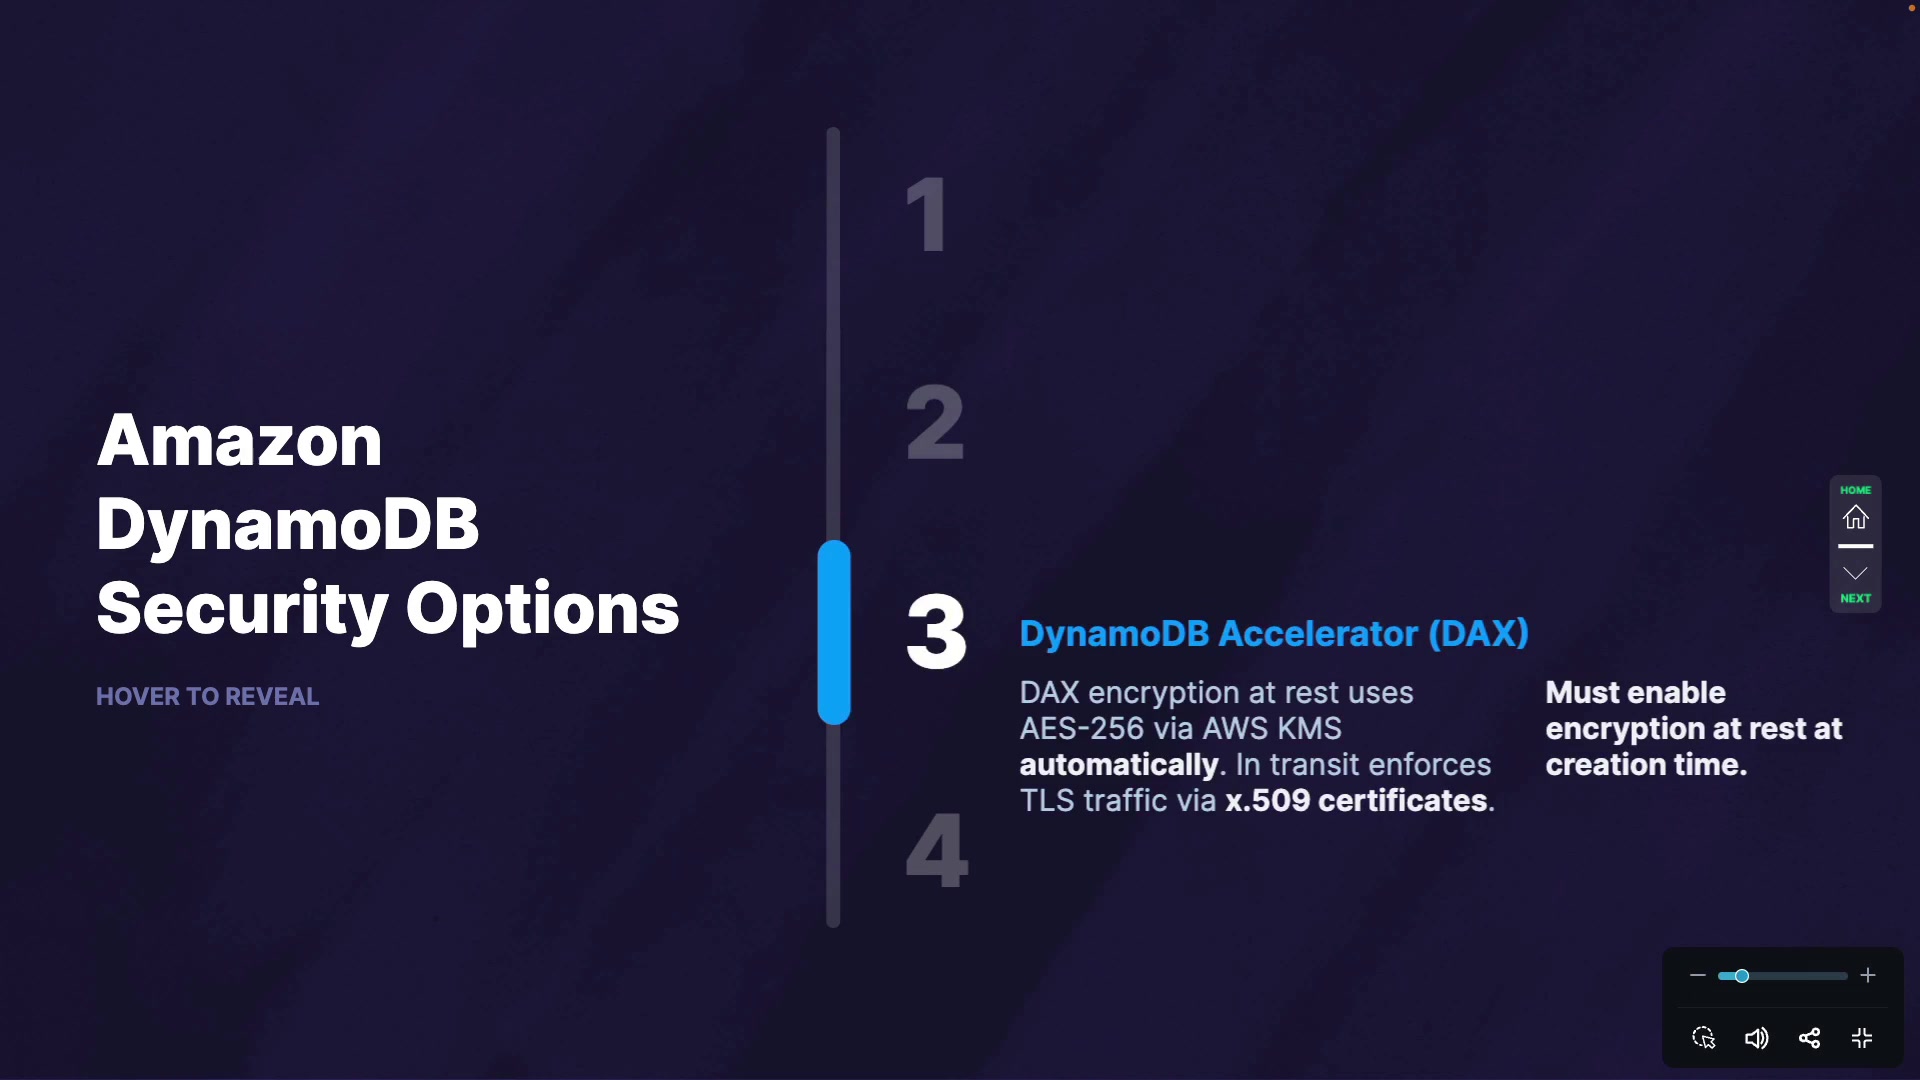 Amazon
DynamoDB
Security Options
HOVER TO REVEAL
1
2
3
DynamoDB Accelerator (DAX)
DAX encryption at rest uses
AES-256 via AWS KMS
automatically. In transit enforces
TLS traffic via x.509 certificates.
Must enable
encryption at rest at
creation time.
4
HOME
NEXT